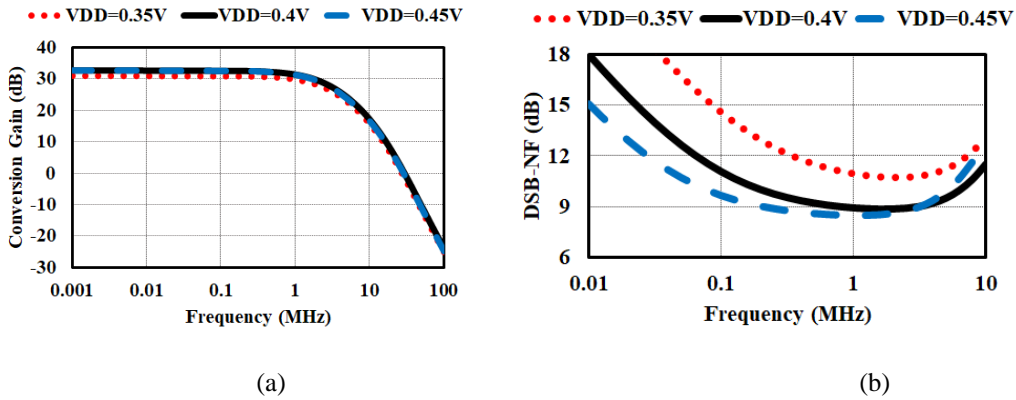 VDD=0.35V VDD=0.4V VDD=0.45V
Conversion Gain (dB)
40
30
20
10
0
-10
-20
-30
0.001 0.01 0.1 1 10 100
Frequency (MHz)
(a)
VDD=0.35V VDD=0.4V VDD=0.45V
DSB-NF (dB)
18
15
12
9
6
0.01 0.1 1 10
Frequency (MHz)
(b)